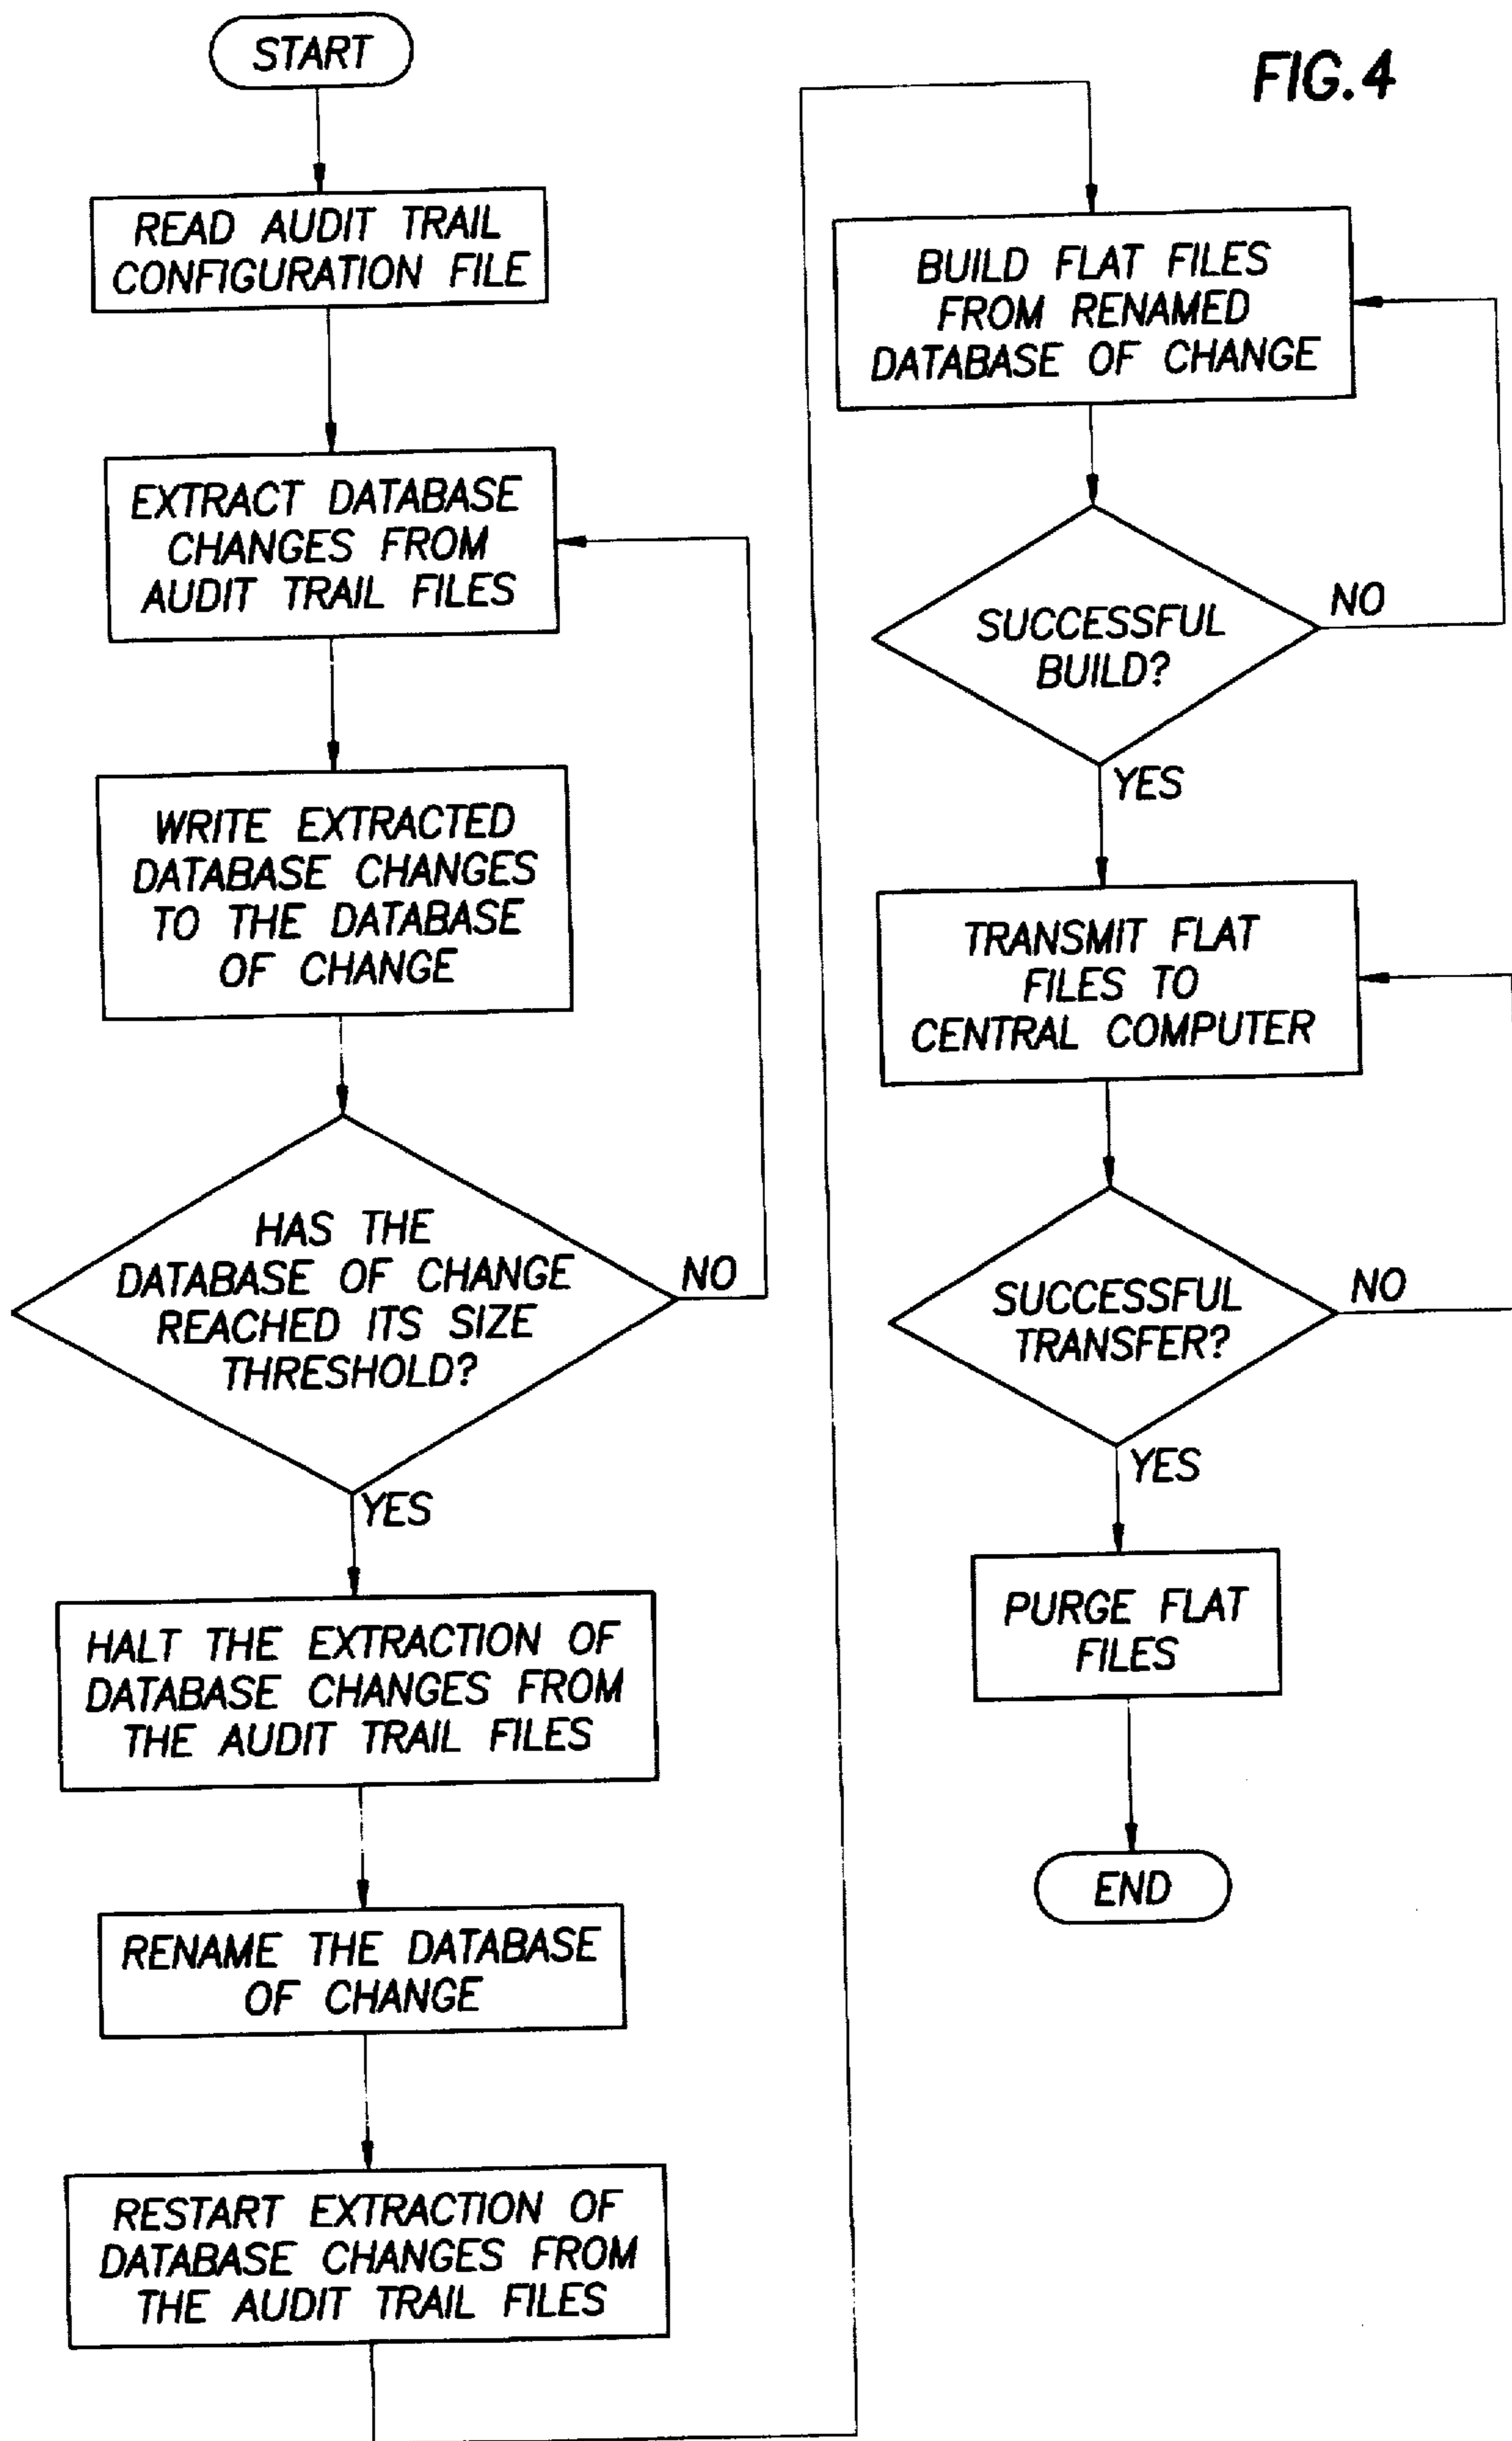 FIG.4
START
READ AUDIT TRAIL
CONFIGURATION FILE
EXTRACT DATABASE
CHANGES FROM
AUDIT TRAIL FILES
WRITE EXTRACTED
DATABASE CHANGES
TO THE DATABASE
OF CHANGE
HAS THE
DATABASE OF CHANGE
REACHED ITS SIZE
THRESHOLD?
NO
YES
HALT THE EXTRACTION OF
DATABASE CHANGES FROM
THE AUDIT TRAIL FILES
RENAME THE DATABASE
OF CHANGE
RESTART EXTRACTION OF
DATABASE CHANGES FROM
THE AUDIT TRAIL FILES
BUILD FLAT FILES
FROM RENAMED
DATABASE OF CHANGE
SUCCESSFUL
BUILD?
NO
YES
TRANSMIT FLAT
FILES TO
CENTRAL COMPUTER
SUCCESSFUL
TRANSFER?
NO
YES
PURGE FLAT
FILES
END